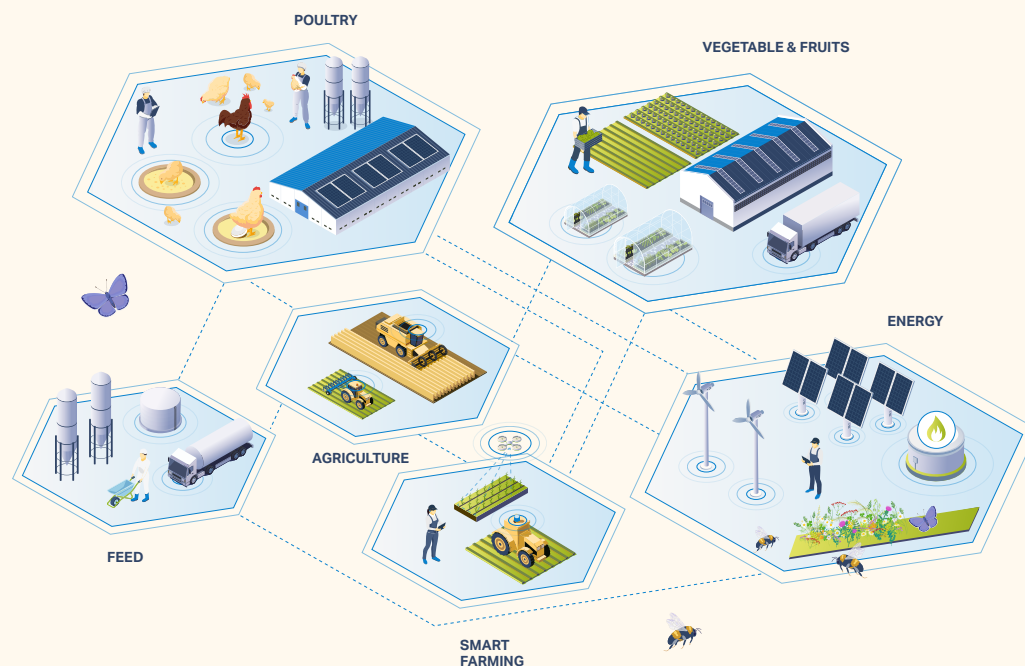 POULTRY
VEGETABLE & FRUITS
ENERGY
AGRICULTURE
FEED
SMART
FARMING